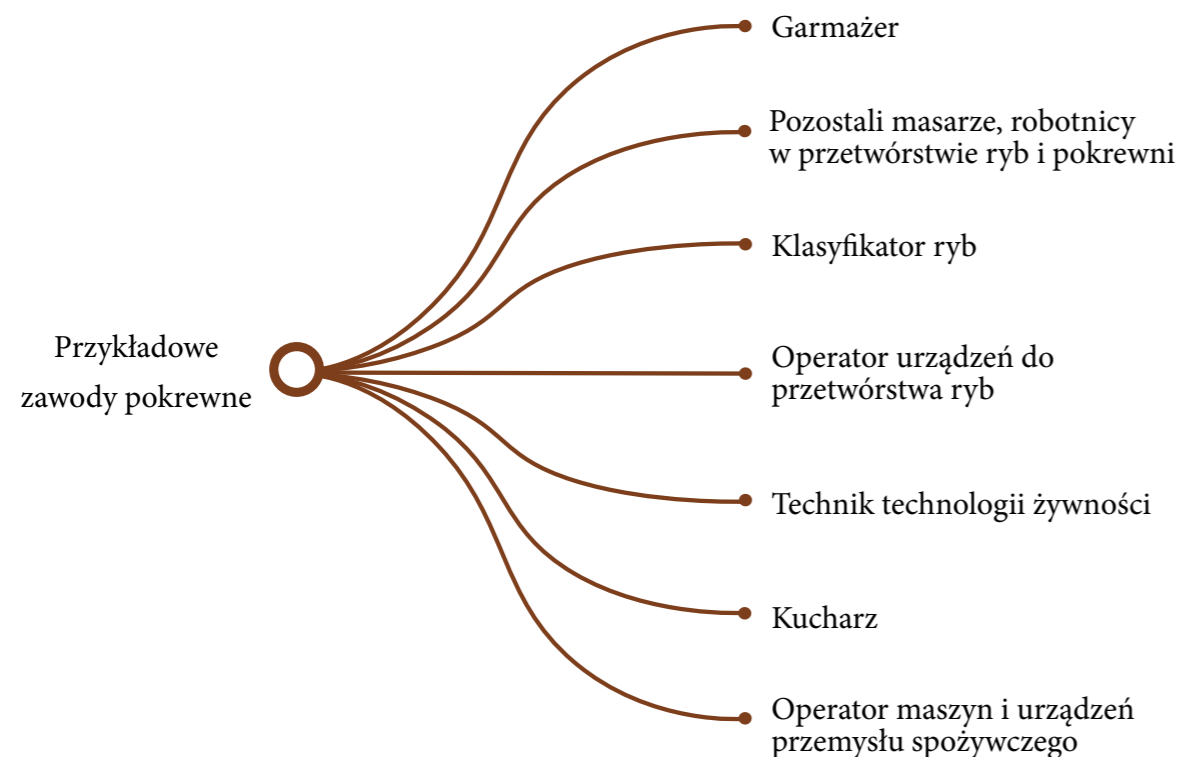 Przykładowe
zawody pokrewne
Garmażer
Pozostali masarze, robotnicy
w przetwórstwie ryb i pokrewni
Klasyfikator ryb
Operator urządzeń do
przetwórstwa ryb
Technik technologii żywności
Kucharz
Operator maszyn i urządzeń
przemysłu spożywczego